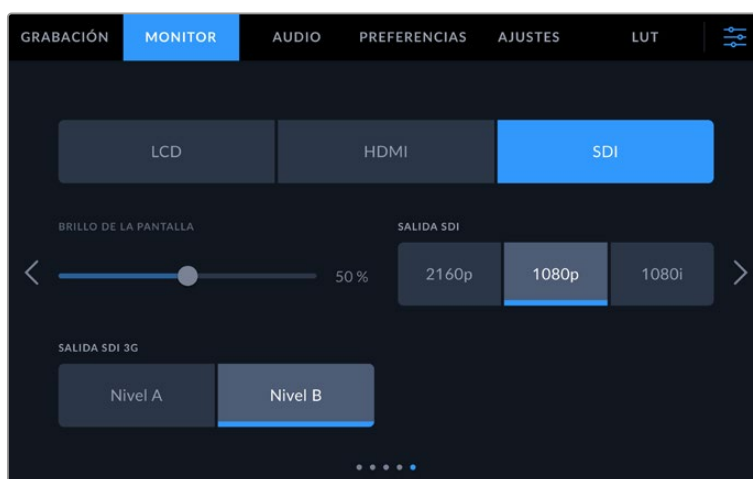 GRABACIÓN MONITOR AUDIO PREFERENCIAS AJUSTES LUT
LCD HDMI SDI
BRILLO DE LA PANTALLA SALIDA SDI
50 % 2160p 1080p 1080i
SALIDA SDI 3G
Nivel A Nivel B